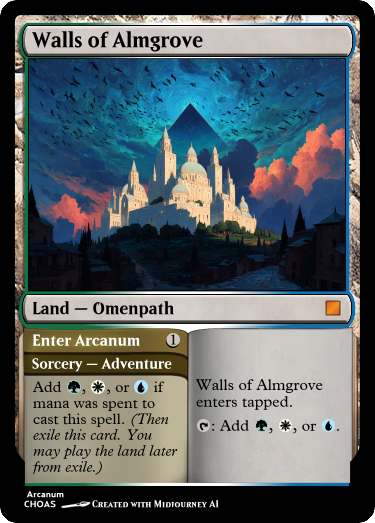 Walls of Almgrove
Land — Omenpath
Enter Arcanum 1
Sorcery — Adventure
Add , , or if
mana was spent to
cast this spell. (Then
exile this card. You
may play the land later
from exile.)
Walls of Almgrove
enters tapped.
: Add , , or .
Arcanum
CHOAS Created with Midjourney AI